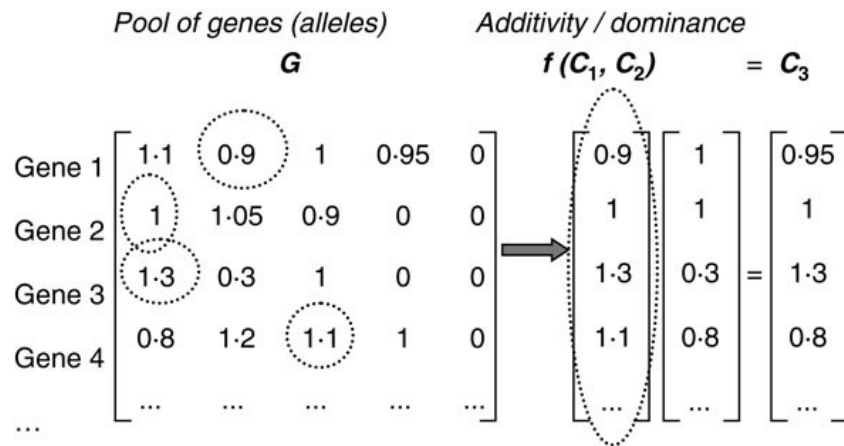 Pool of genes (alleles) Additivity / dominance
G f (C1, C2) = C3
Gene 1 1·1 0·9 1 0·95 0 0·9 1 0·95
Gene 2 1 1·05 0·9 0 0 1 1 1
Gene 3 1·3 0·3 1 0 0 1·3 0·3 = 1·3
Gene 4 0·8 1·2 1·1 1 0 1·1 0·8 0·8
... ... ... ... ... ... ... ... ...